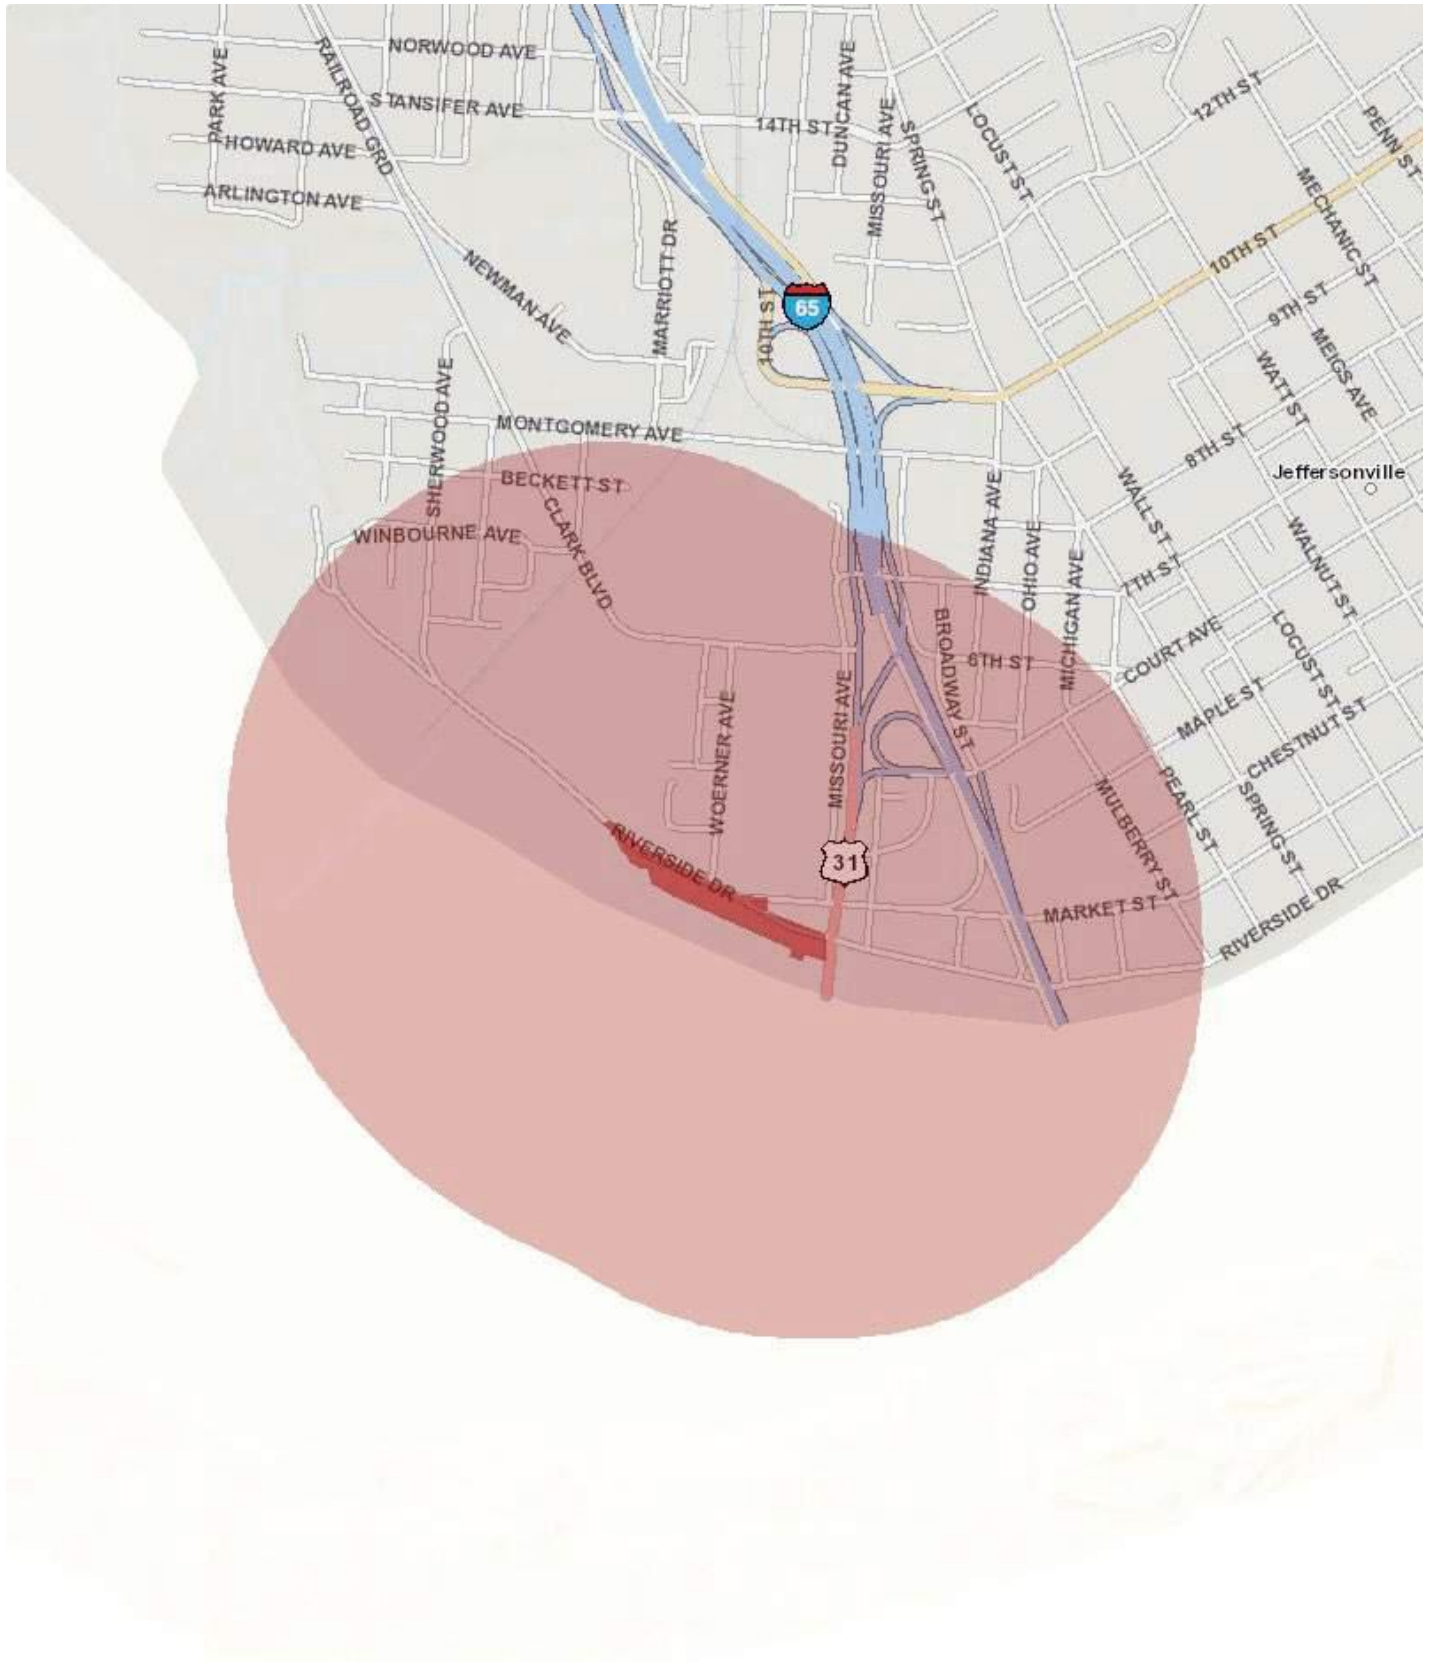 NORWOOD AVE
RAILROAD GRD
PARK AVE
STANSIFER AVE
DUNCAN AVE
12TH ST
LOCUST ST
MISSOURI AVE
PENN ST
14TH ST
SPRING ST
HOWARD AVE
ARLINGTON AVE
MECHANIC ST
MARRIOTT DR
10TH ST
NEWMAN AVE
65
10TH ST
9TH ST
MEIGS AVE
WATT ST
SHERWOOD AVE
MONTGOMERY AVE
8TH ST
Jeffersonville
BECKETT ST
WALL ST
INDIANA AVE
CLARK BLVD
WINBOURNE AVE
OHIO AVE
WALNUT ST
MICHIGAN AVE
7TH ST
BROADWAY ST
COURT AVE
6TH ST
LOCUST ST
MAPLE ST
CHESTNUT ST
MISSOURI AVE
WOERNER AVE
PEARL ST
MULBERRY ST
SPRING ST
31
RIVERSIDE DR
MARKET ST
RIVERSIDE DR